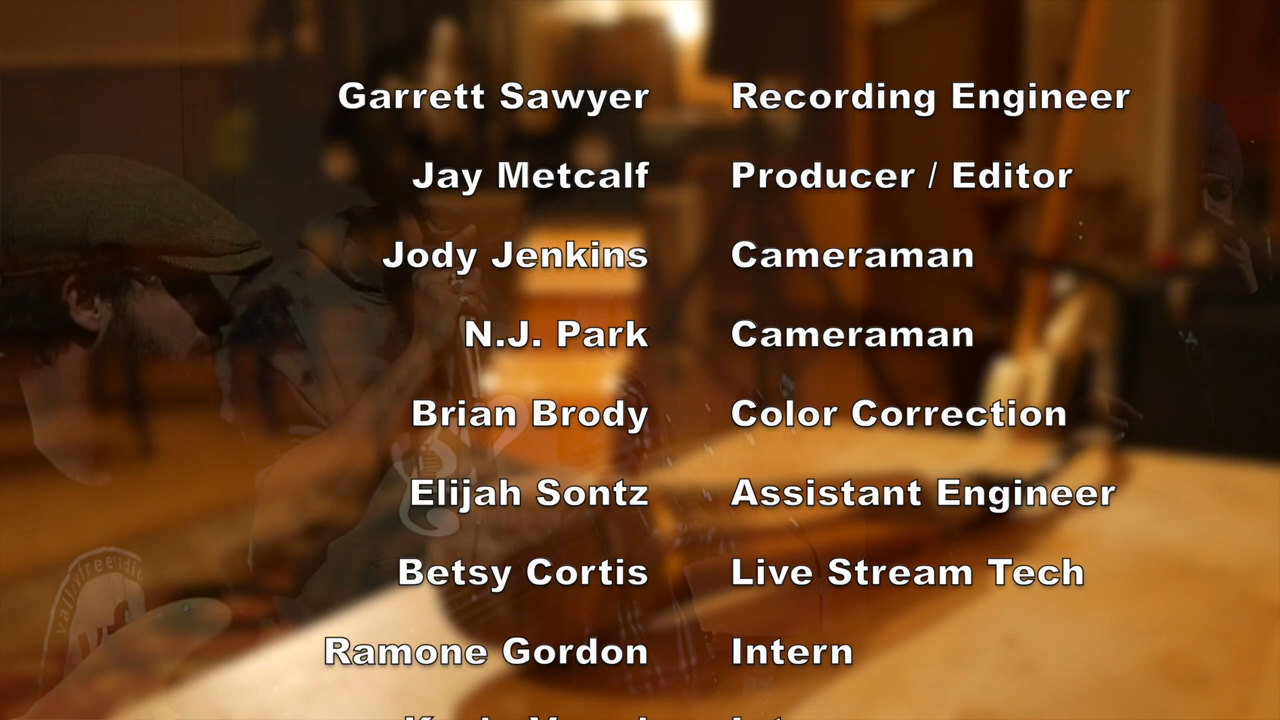 Garrett Sawyer Recording Engineer
Jay Metcalf Producer / Editor
Jody Jenkins Cameraman
N.J. Park Cameraman
Brian Brody Color Correction
Elijah Sontz Assistant Engineer
Betsy Cortis Live Stream Tech
Ramone Gordon Intern